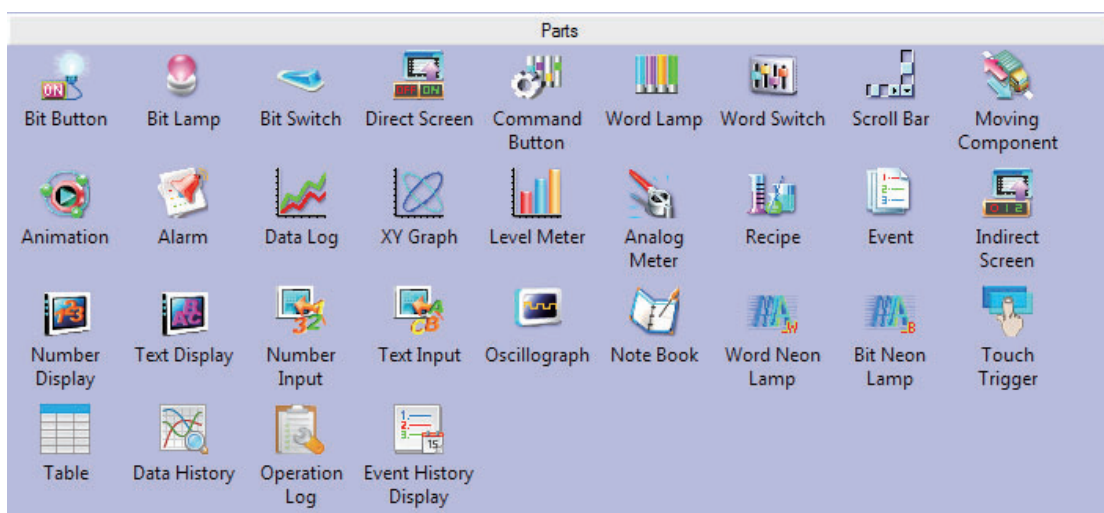 Parts
Bit Button
Bit Lamp
Bit Switch
Direct Screen
Command
Button
Word Lamp
Word Switch
Scroll Bar
Moving
Component
Animation
Alarm
Data Log
XY Graph
Level Meter
Analog
Meter
Recipe
Event
Indirect
Screen
Number
Display
Text Display
Number
Input
Text Input
Oscillograph
Note Book
Word Neon
Lamp
Bit Neon
Lamp
Touch
Trigger
Table
Data History
Operation
Log
Event History
Display